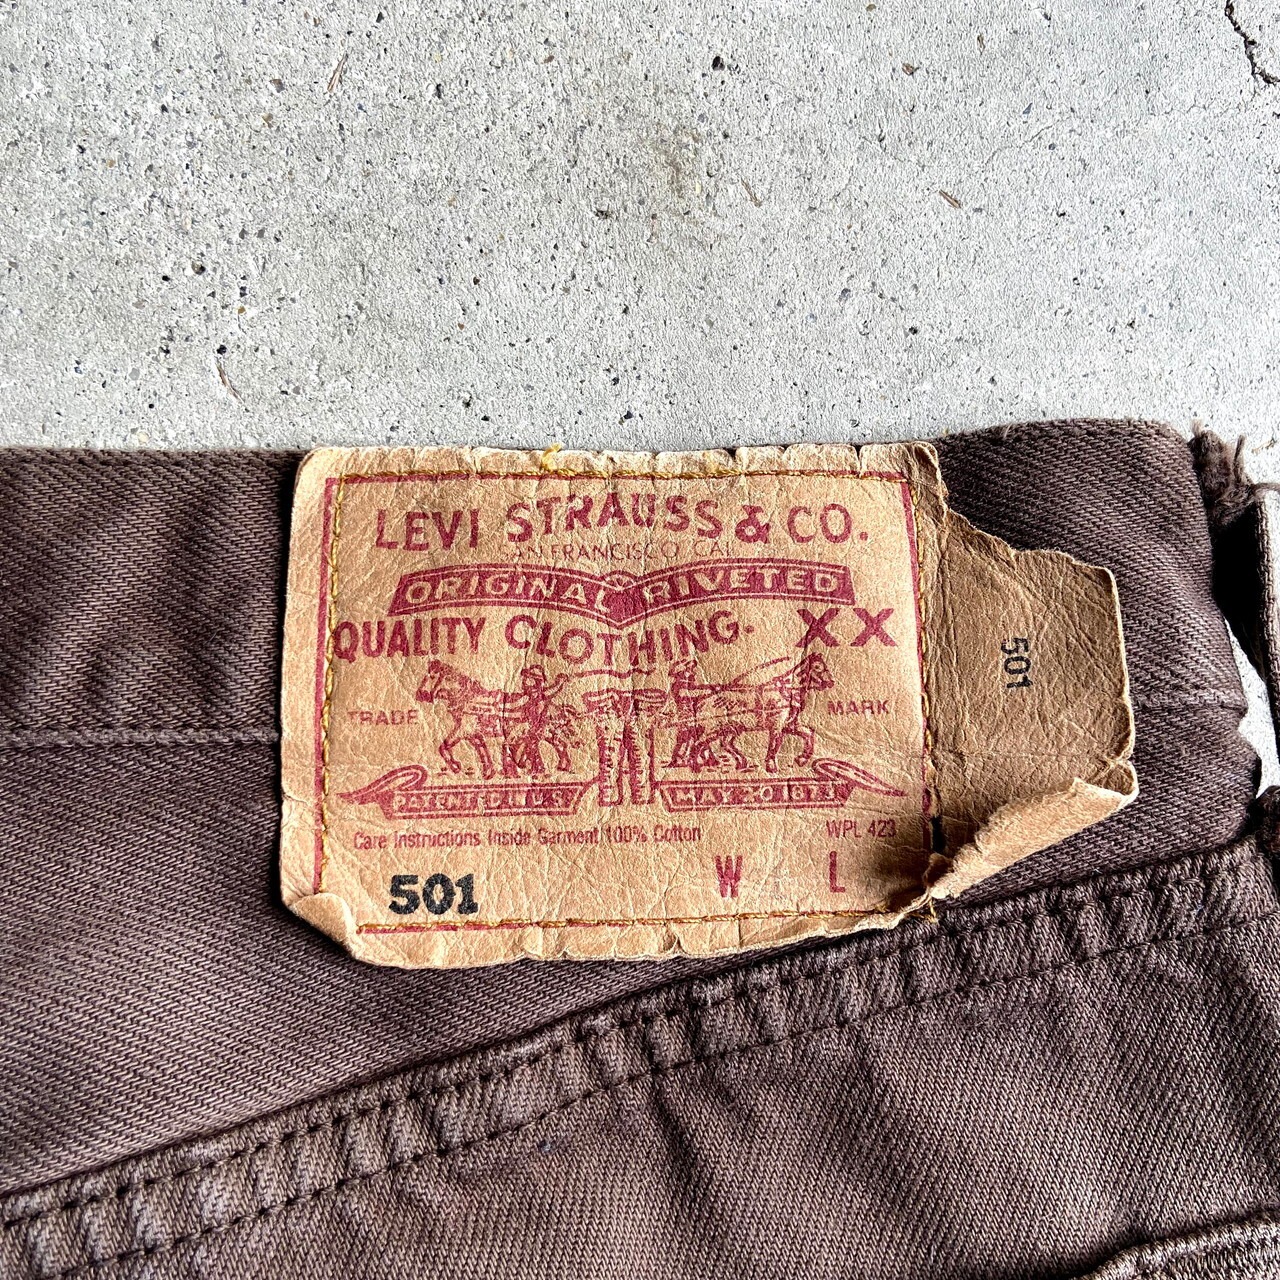 LEVI STRAUSS & CO.
SAN FRANCISCO CAL
ORIGINAL RIVETED
QUALITY CLOTHING. XX
TRADE MARK
PATENTED IN U.S. MAY 20 1873
Care Instructions Inside Garment 100% Cotton WPL 423
501 W L
501